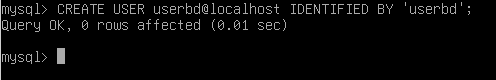 mysql> CREATE USER userbd@localhost IDENTIFIED BY 'userbd';
Query OK, 0 rows affected (0.01 sec)
mysql>